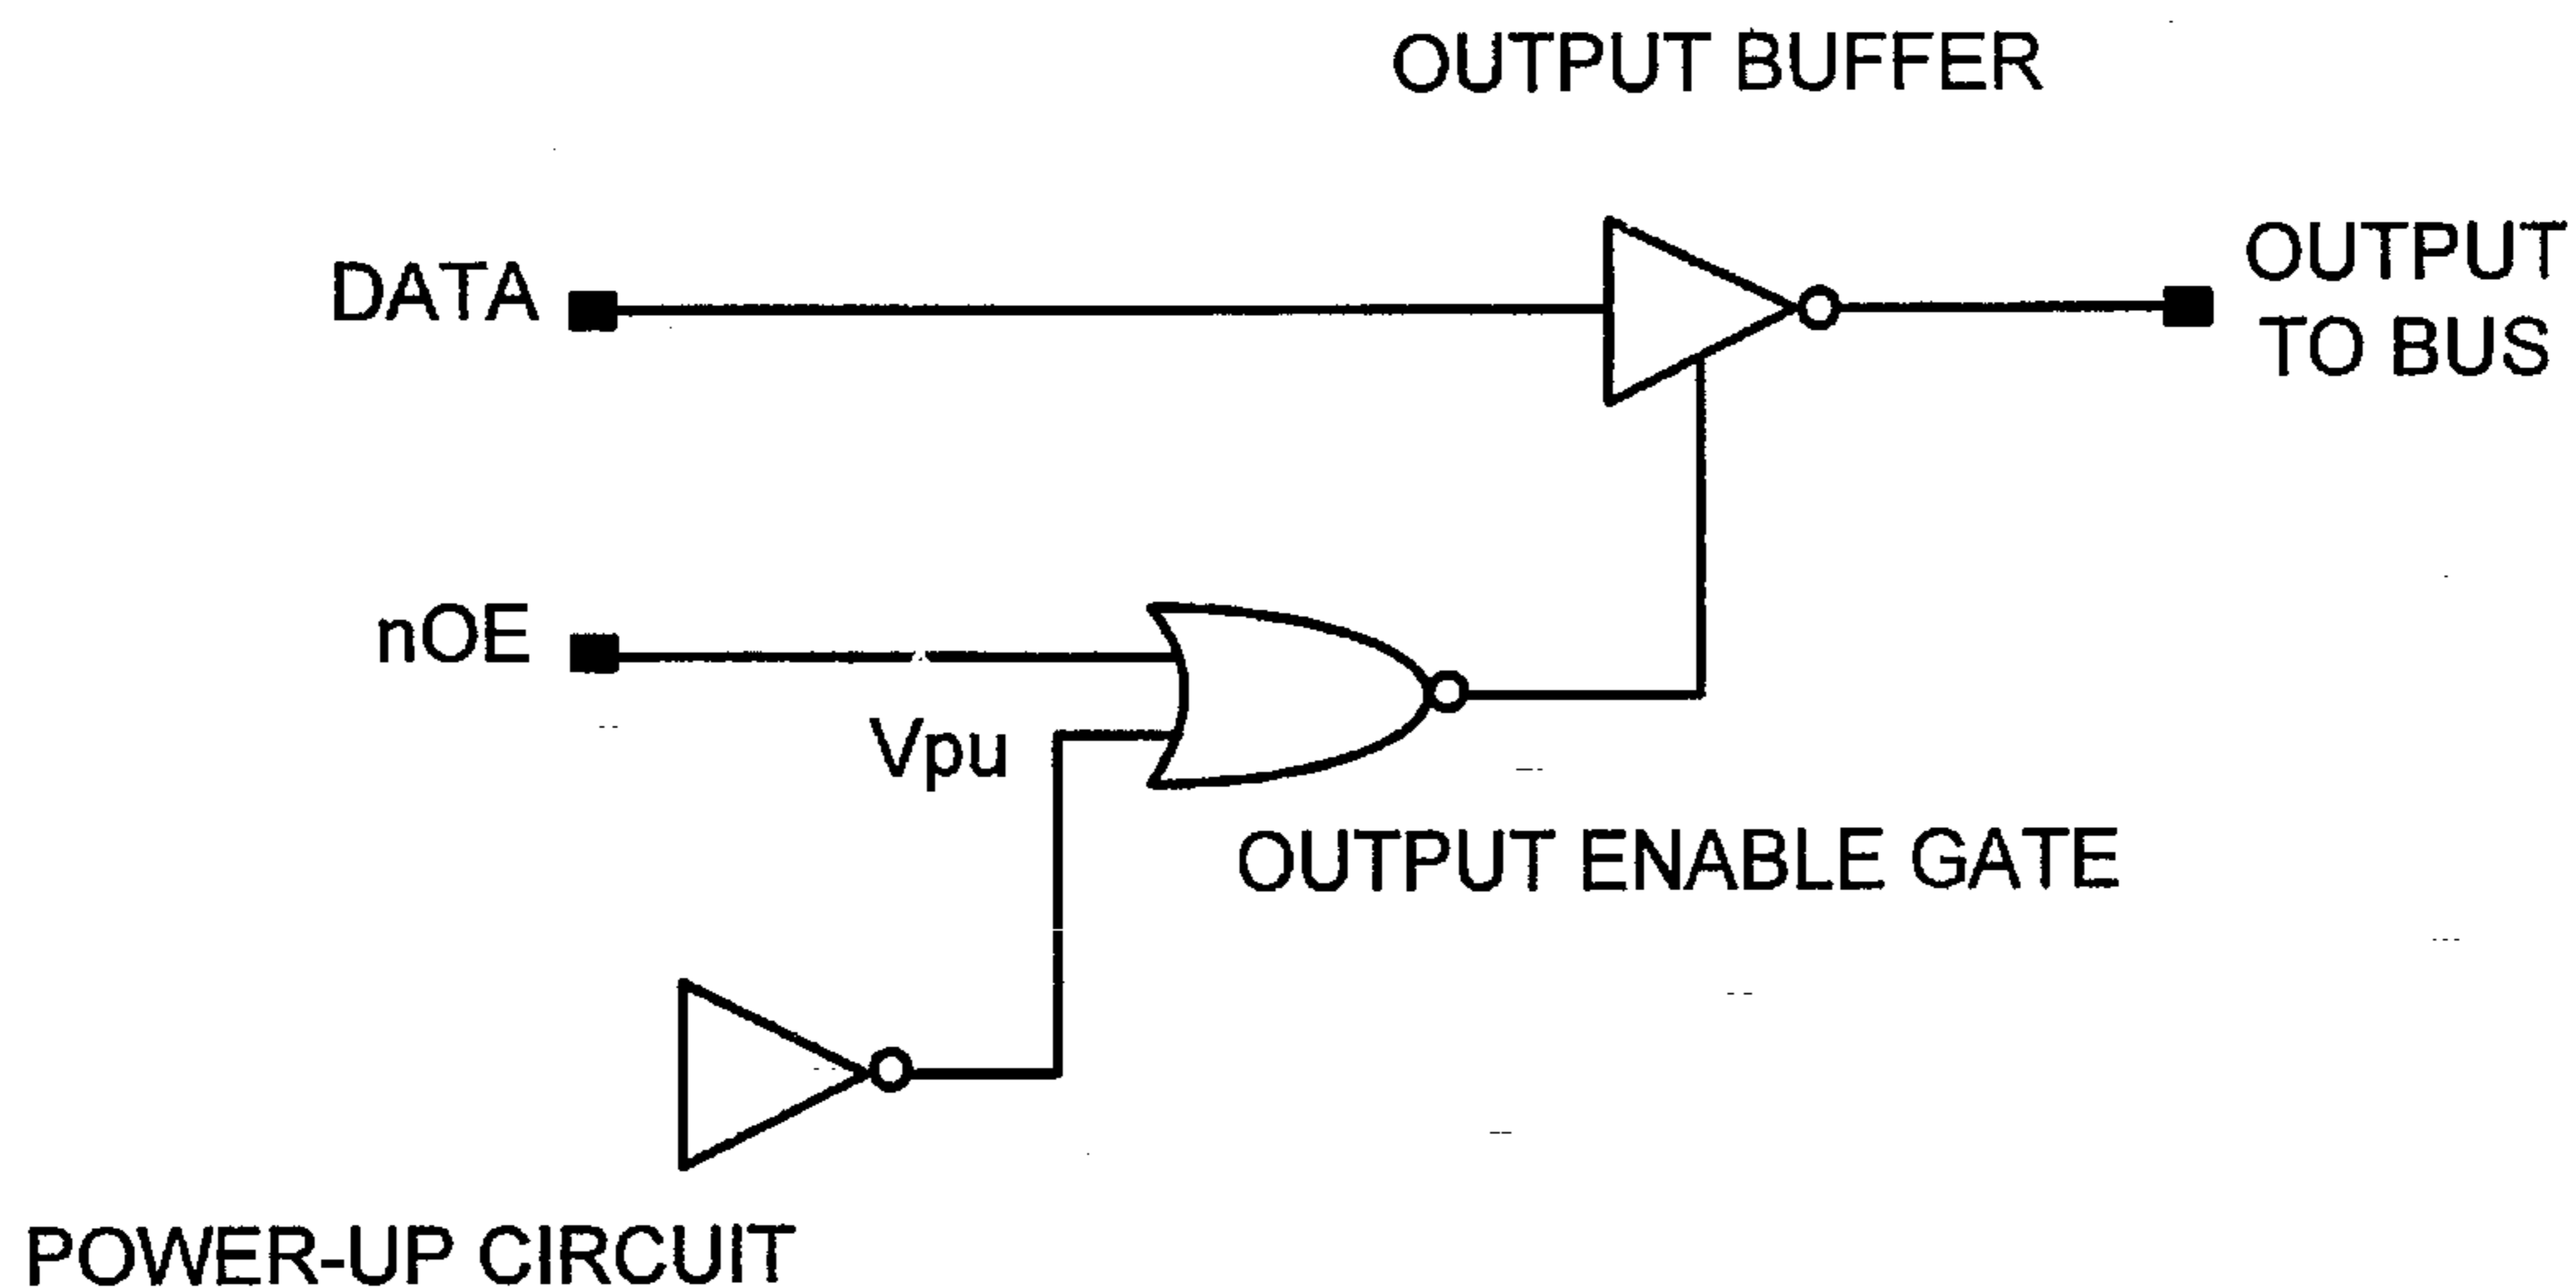 OUTPUT BUFFER
DATA
OUTPUT
TO BUS
nOE
Vpu
OUTPUT ENABLE GATE
POWER-UP CIRCUIT